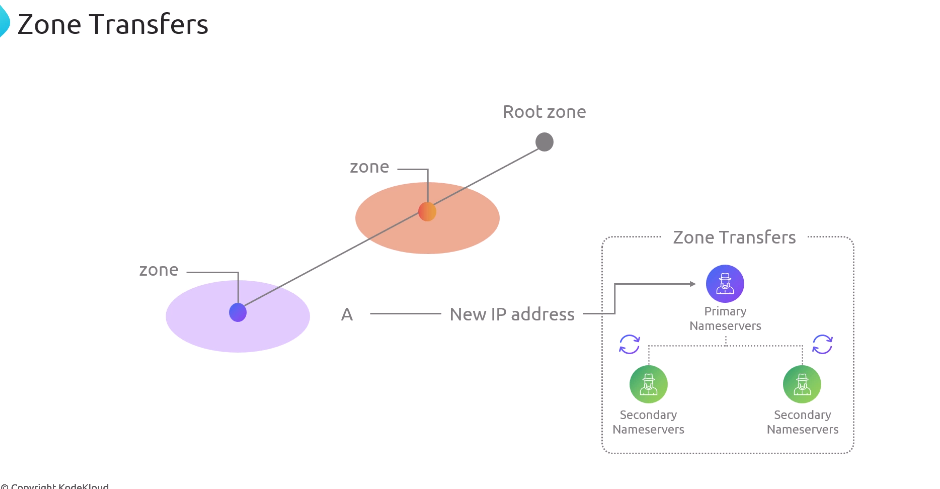 Zone Transfers
Root zone
zone
zone
A
New IP address
Zone Transfers
Primary
Nameservers
Secondary
Nameservers
Secondary
Nameservers
© Copyright KodeKloud